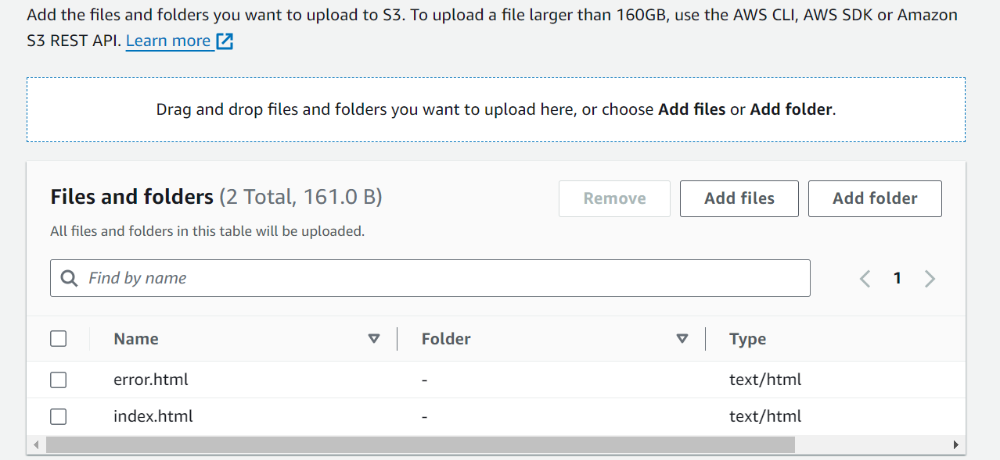 Add the files and folders you want to upload to S3. To upload a file larger than 160GB, use the AWS CLI, AWS SDK or Amazon
S3 REST API. Learn more
Drag and drop files and folders you want to upload here, or choose Add files or Add folder.
Files and folders (2 Total, 161.0 B)
Remove
Add files
Add folder
All files and folders in this table will be uploaded.
Find by name
1
Name Folder Type
error.html - text/html
index.html - text/html